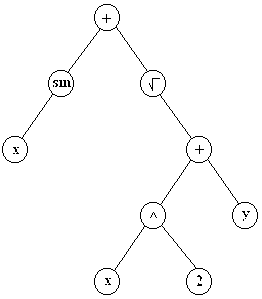 +
sin √
x +
^ y
x 2